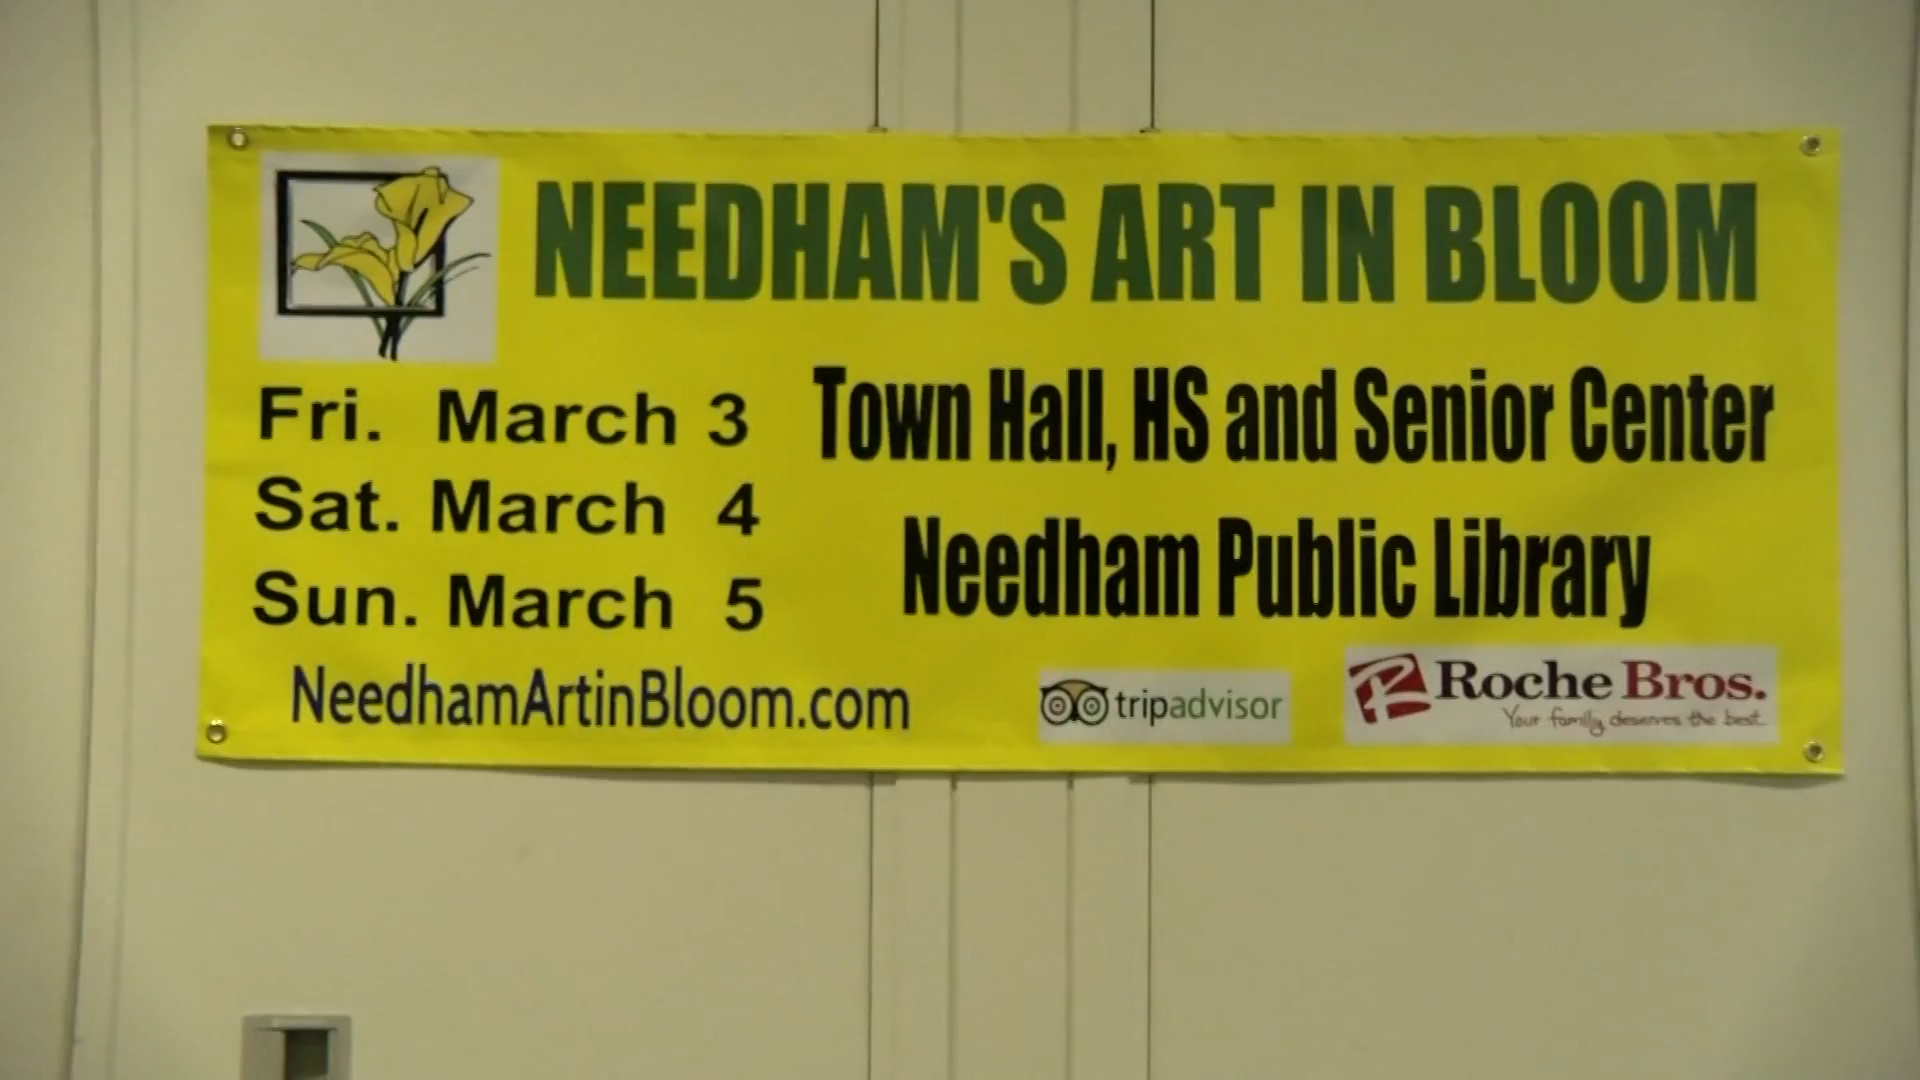 NEEDHAM'S ART IN BLOOM
Fri. March 3
Sat. March 4
Sun. March 5
Town Hall, HS and Senior Center
Needham Public Library
NeedhamArtinBloom.com
tripadvisor
Roche Bros.
Your family deserves the best.